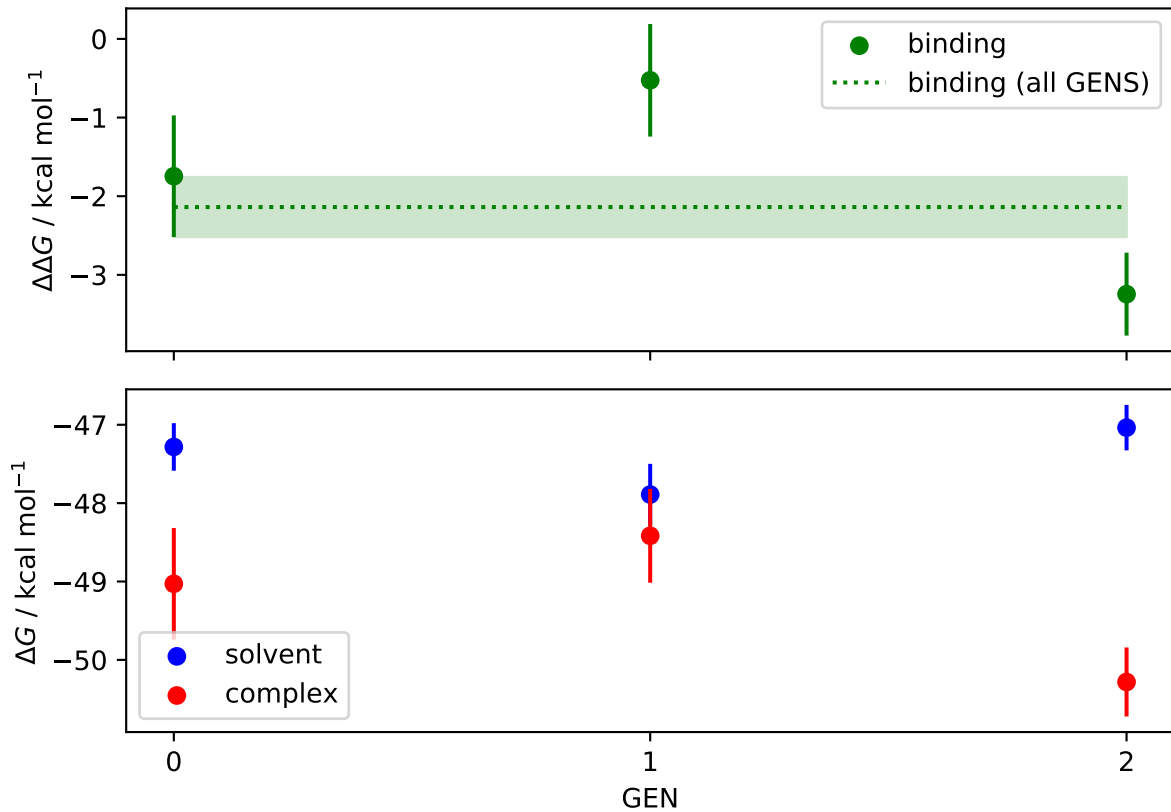 0
−1
−2
−3
ΔΔG / kcal mol⁻¹
binding
binding (all GENS)
−47
−48
−49
−50
ΔG / kcal mol⁻¹
solvent
complex
0 1 2
GEN